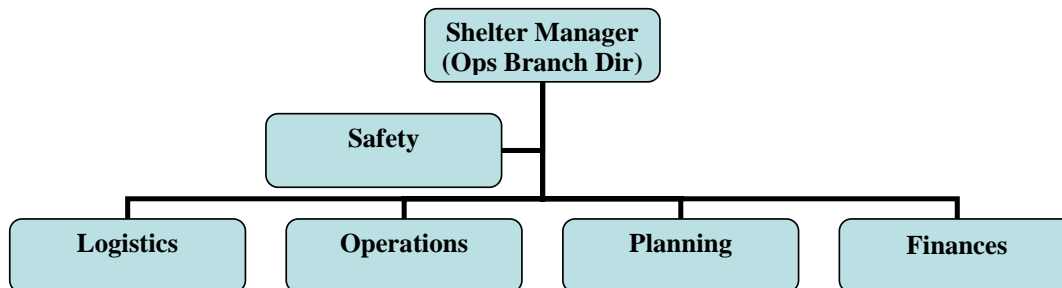 Shelter Manager
(Ops Branch Dir)
Safety
Logistics
Operations
Planning
Finances